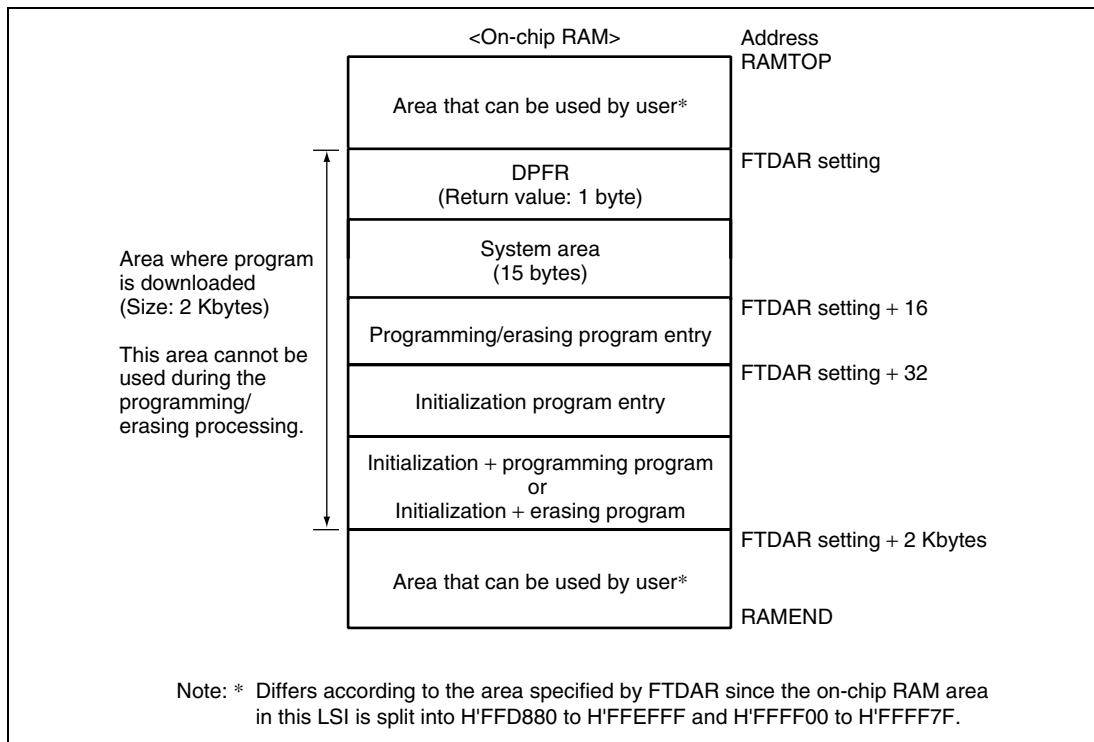 <On-chip RAM>
Address
RAMTOP
Area that can be used by user*
FTDAR setting
DPFR
(Return value: 1 byte)
System area
(15 bytes)
Area where program
is downloaded
(Size: 2 Kbytes)
This area cannot be
used during the
programming/
erasing processing.
FTDAR setting + 16
Programming/erasing program entry
FTDAR setting + 32
Initialization program entry
Initialization + programming program
or
Initialization + erasing program
FTDAR setting + 2 Kbytes
Area that can be used by user*
RAMEND
Note: * Differs according to the area specified by FTDAR since the on-chip RAM area
in this LSI is split into H'FFD880 to H'FFEFFF and H'FFFF00 to H'FFFF7F.